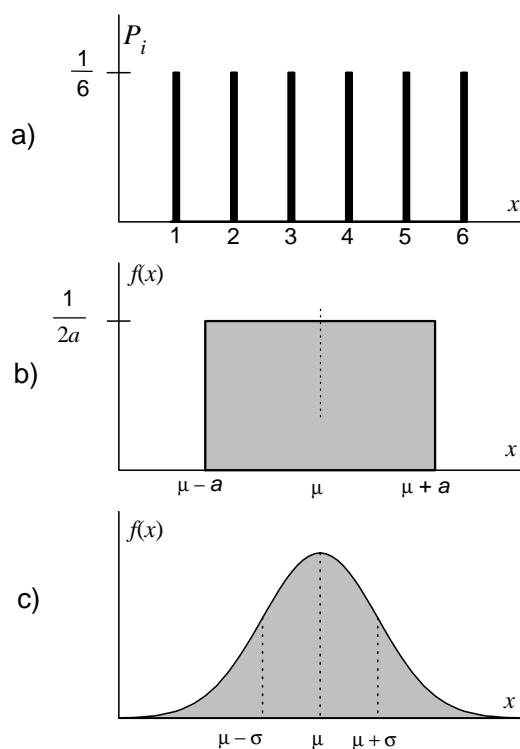 P_i
1
6
a)
x
1 2 3 4 5 6
f(x)
1
2a
b)
x
μ – a μ μ + a
f(x)
c)
x
μ – σ μ μ + σ